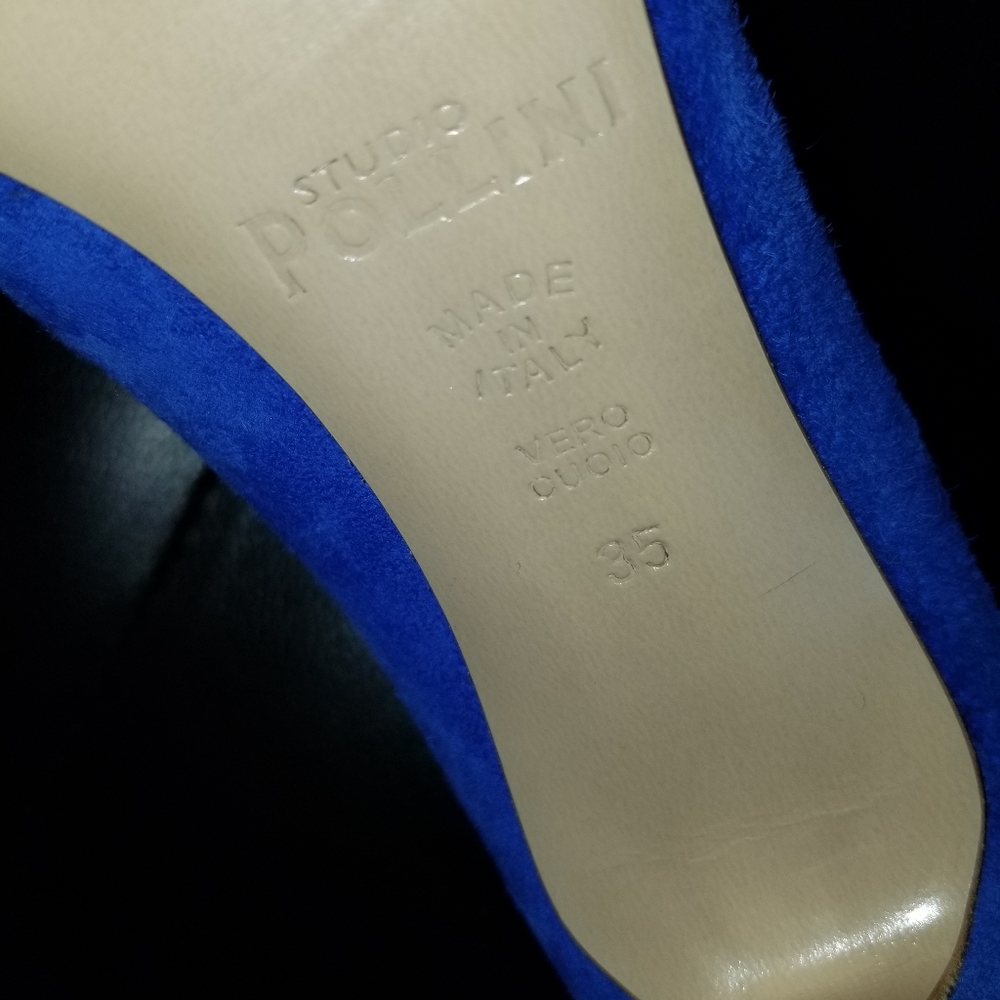 STUDIO
POLLINI
MADE
IN
ITALY
VERO
CUOIO
35